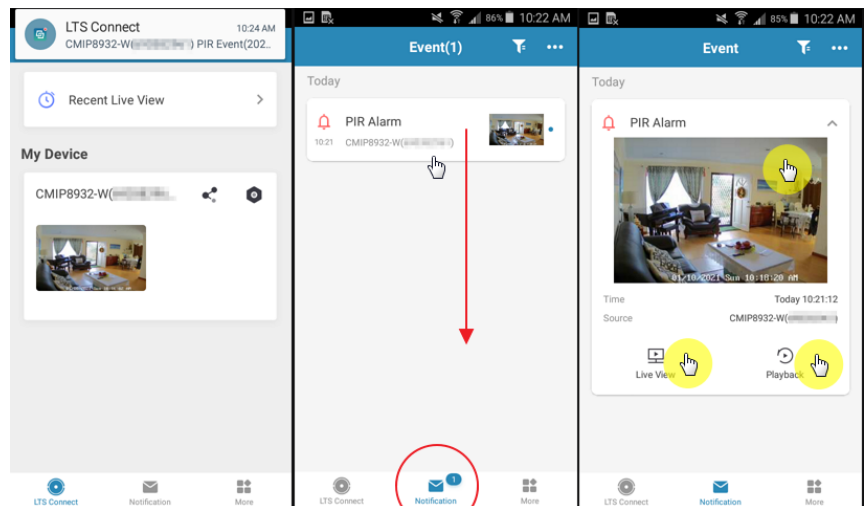 LTS Connect 10:24 AM
CMIP8932-W( ) PIR Event(202...
Recent Live View
My Device
CMIP8932-W(
LTS Connect Notification More
86% 10:22 AM
Event(1)
Today
PIR Alarm
10:21 CMIP8932-W( )
LTS Connect Notification 1 More
85% 10:22 AM
Event
Today
PIR Alarm
01/10/2021 Sun 10:18:20 AM
Time Today 10:21:12
Source CMIP8932-W( )
Live View Playback
LTS Connect Notification More